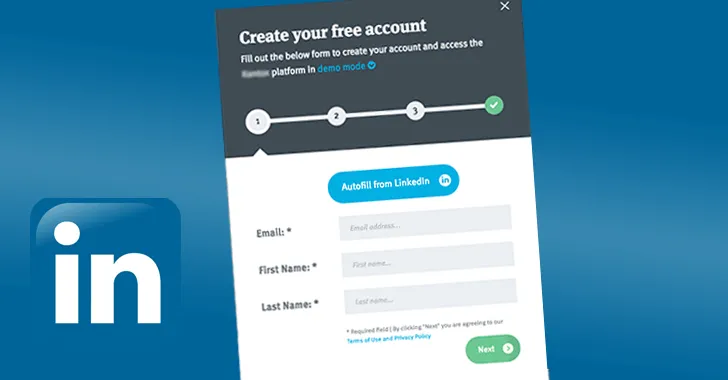 Create your free account
Fill out the below form to create your account and access the
platform in demo mode
1
2
3
Autofill from LinkedIn in
Email: *
Email address...
First Name: *
First name...
Last Name: *
Last name...
* Required field | By clicking "Next" you are agreeing to our
Terms of Use and Privacy Policy
Next
in